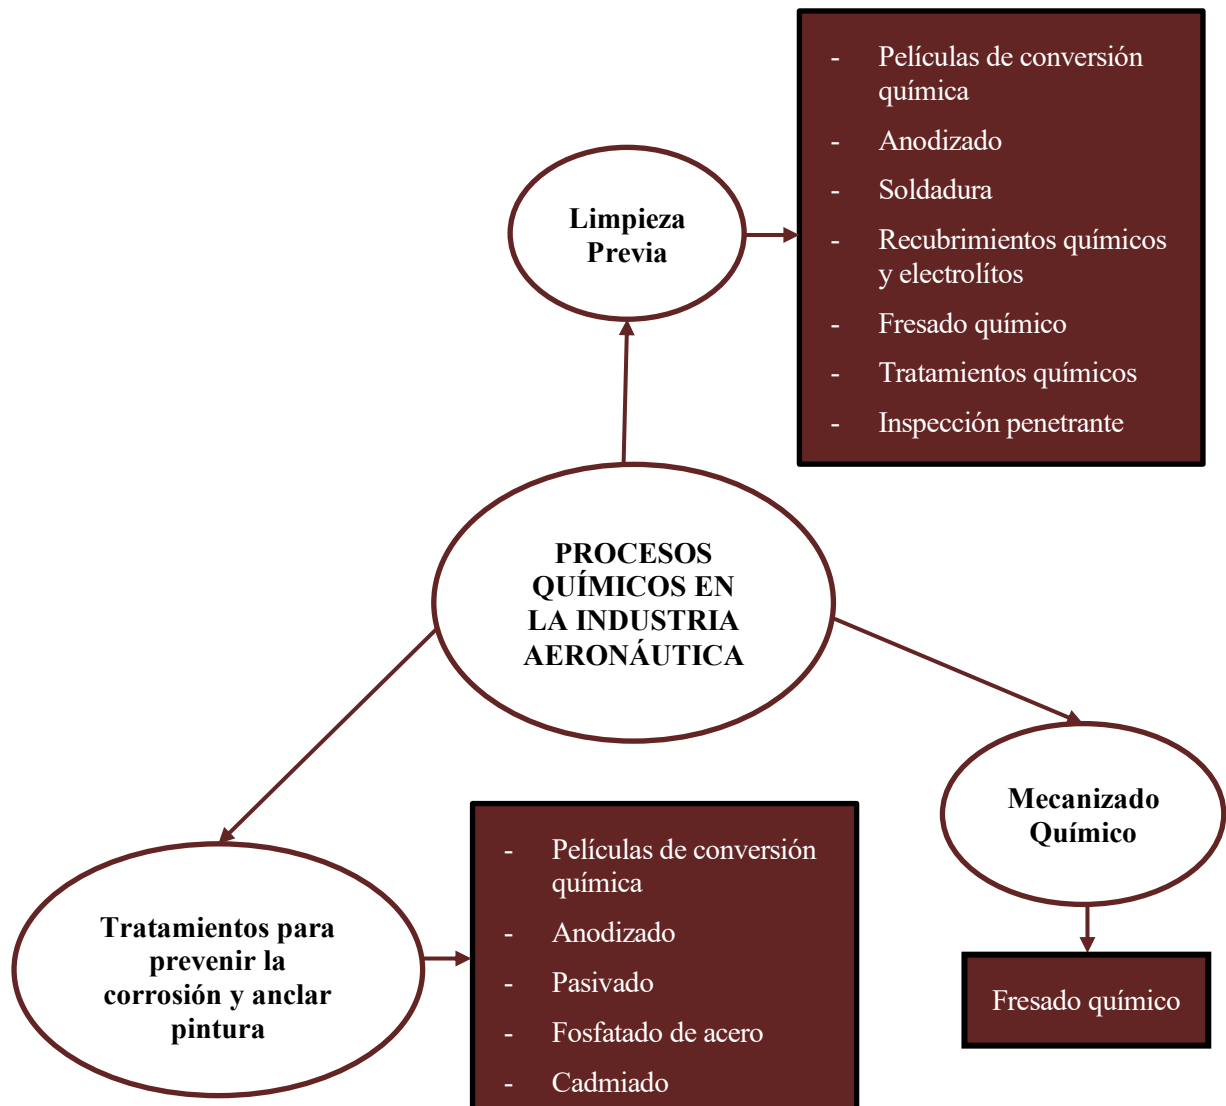 - Películas de conversión
química
- Anodizado
- Soldadura
- Recubrimientos químicos
y electrolítos
- Fresado químico
- Tratamientos químicos
- Inspección penetrante
Limpieza
Previa
PROCESOS
QUÍMICOS EN
LA INDUSTRIA
AERONÁUTICA
Mecanizado
Químico
Fresado químico
Tratamientos para
prevenir la
corrosión y anclar
pintura
- Películas de conversión
química
- Anodizado
- Pasivado
- Fosfatado de acero
- Cadmiado